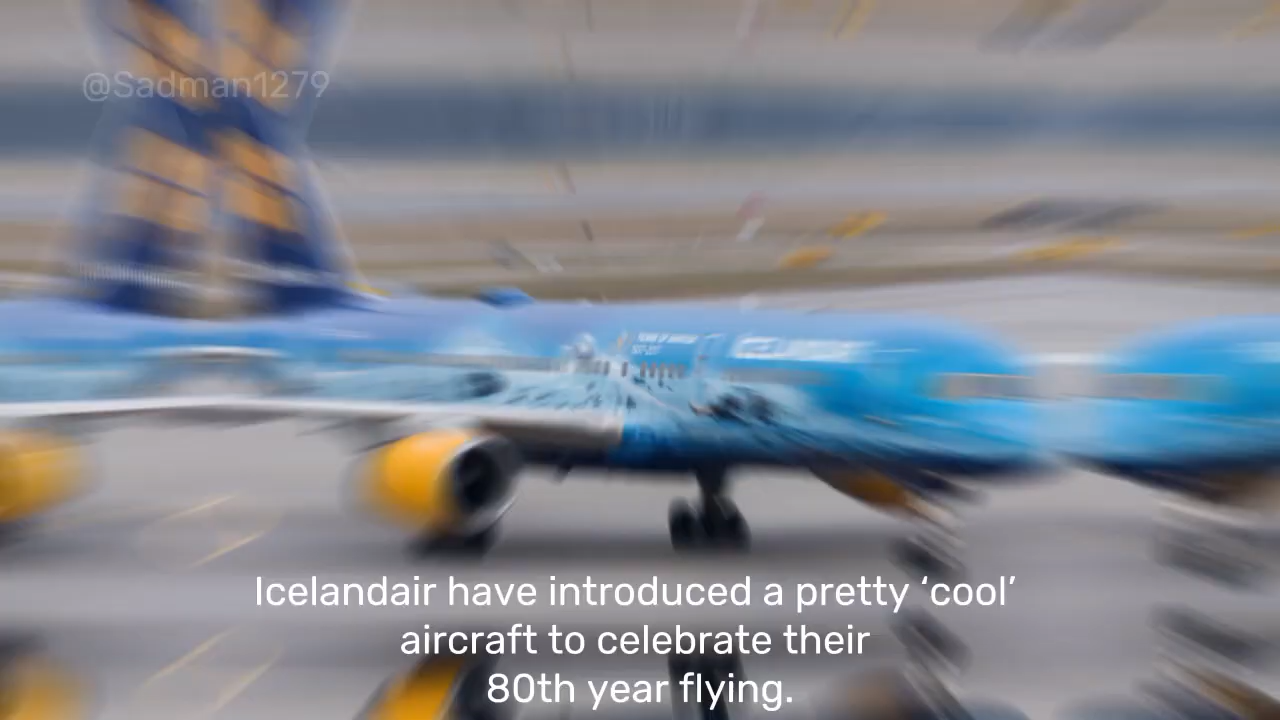 @Sadman1279
Icelandair have introduced a pretty ‘cool’
aircraft to celebrate their
80th year flying.